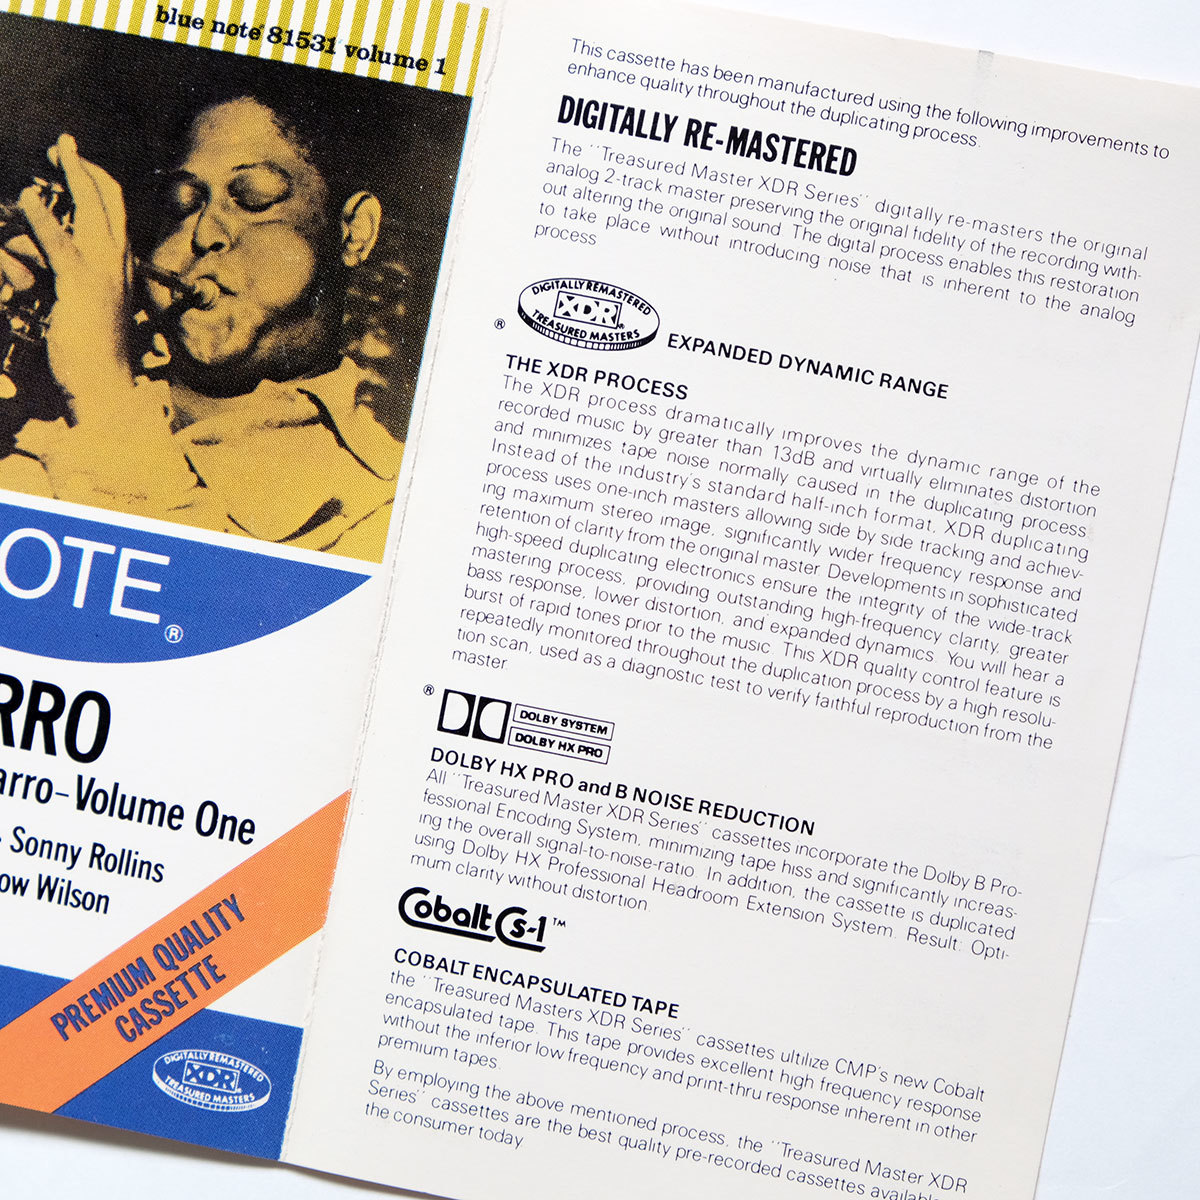 blue note® 81531 volume 1
OTE®
RRO
arro–Volume One
Sonny Rollins
ow Wilson
PREMIUM QUALITY
CASSETTE
DIGITALLY REMASTERED
XDR®
TREASURED MASTERS
This cassette has been manufactured using the following improvements to
enhance quality throughout the duplicating process.
DIGITALLY RE-MASTERED
The "Treasured Master XDR Series" digitally re-masters the original
analog 2-track master preserving the original fidelity of the recording with-
out altering the original sound. The digital process enables this restoration
to take place without introducing noise that is inherent to the analog
process
DIGITALLY REMASTERED
XDR®
TREASURED MASTERS
® EXPANDED DYNAMIC RANGE
THE XDR PROCESS
The XDR process dramatically improves the dynamic range of the
recorded music by greater than 13dB and virtually eliminates distortion
and minimizes tape noise normally caused in the duplicating process.
Instead of the industry's standard half-inch format, XDR duplicating
process uses one-inch masters allowing side by side tracking and achiev-
ing maximum stereo image, significantly wider frequency response and
retention of clarity from the original master. Developments in sophisticated
high-speed duplicating electronics ensure the integrity of the wide-track
mastering process, providing outstanding high-frequency clarity, greater
bass response, lower distortion, and expanded dynamics. You will hear a
burst of rapid tones prior to the music. This XDR quality control feature is
repeatedly monitored throughout the duplication process by a high resolu-
tion scan, used as a diagnostic test to verify faithful reproduction from the
master.
®
DOLBY SYSTEM
DOLBY HX PRO
DOLBY HX PRO and B NOISE REDUCTION
All "Treasured Master XDR Series" cassettes incorporate the Dolby B Pro-
fessional Encoding System, minimizing tape hiss and significantly increas-
ing the overall signal-to-noise-ratio. In addition, the cassette is duplicated
using Dolby HX Professional Headroom Extension System. Result: Opti-
mum clarity without distortion.
Cobalt Cs-1™
COBALT ENCAPSULATED TAPE
the "Treasured Masters XDR Series" cassettes ultilize CMP's new Cobalt
encapsulated tape. This tape provides excellent high frequency response
without the inferior low frequency and print-thru response inherent in other
premium tapes.
By employing the above mentioned process, the "Treasured Master XDR
Series" cassettes are the best quality pre-recorded cassettes available
the consumer today